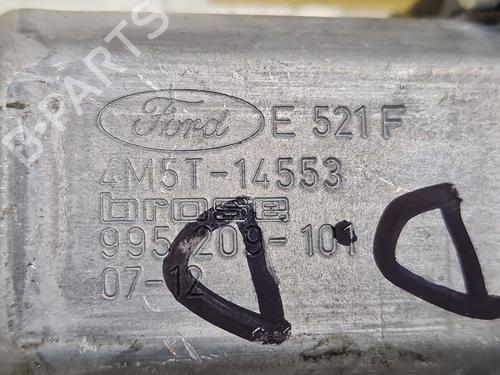 Ford E 521 F
4M5T-14553
brose
995 209-101
07-12
D D
B-PARTS